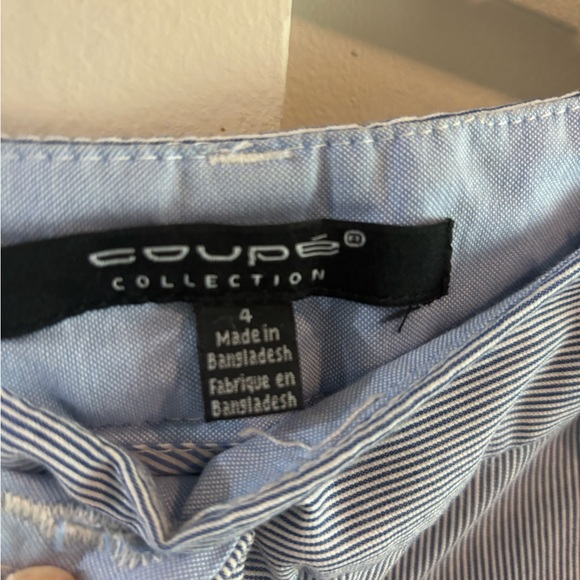 coupé®
COLLECTION
4
Made in
Bangladesh
Fabrique en
Bangladesh